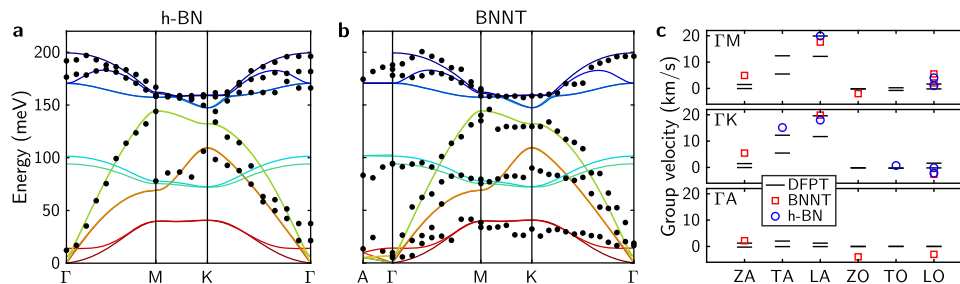 a
h-BN
Energy (meV)
200
150
100
50
0
Γ
M
K
Γ
b
BNNT
A
Γ
M
K
Γ
c
Group velocity (km/s)
ΓM
20
10
0
ΓK
20
10
0
ΓA
20
10
0
DFPT
BNNT
h-BN
ZA
TA
LA
ZO
TO
LO